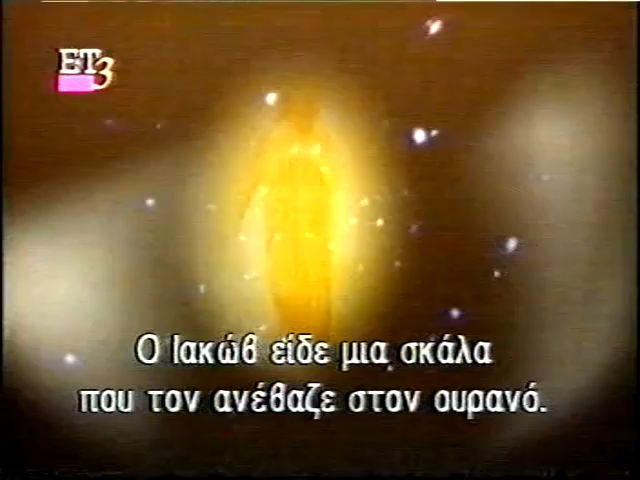 ET3
Ο Ιακώβ είδε μια σκάλα
που τον ανέβαζε στον ουρανό.